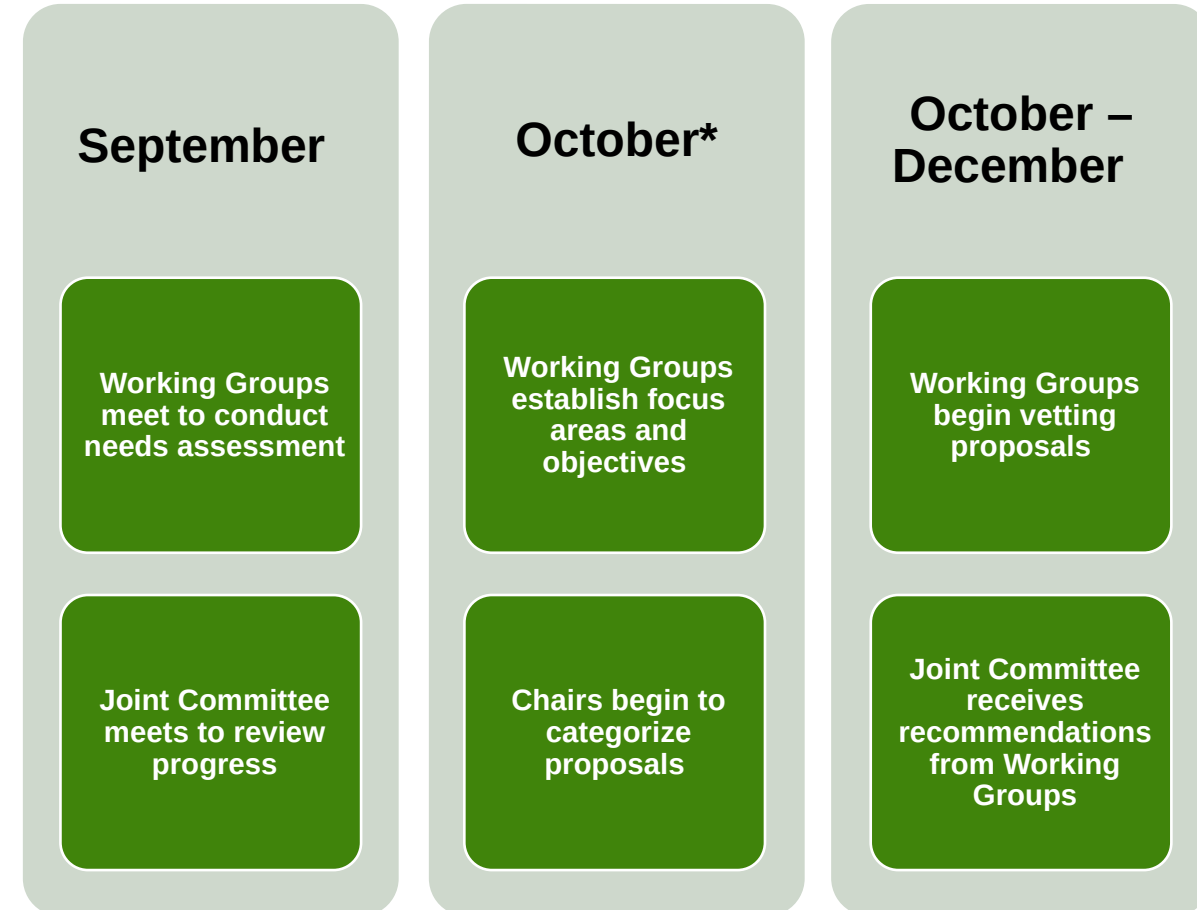 September
Working Groups
meet to conduct
needs assessment
Joint Committee
meets to review
progress
October*
Working Groups
establish focus
areas and
objectives
Chairs begin to
categorize
proposals
October –
December
Working Groups
begin vetting
proposals
Joint Committee
receives
recommendations
from Working
Groups